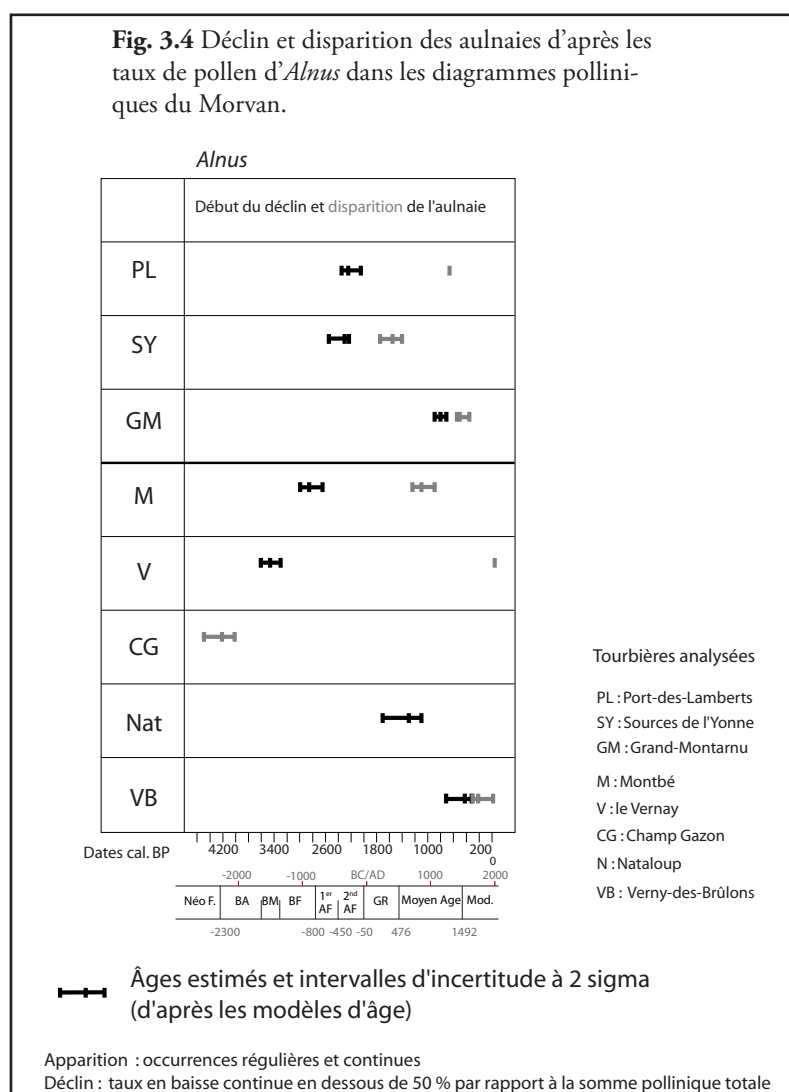 Fig. 3.4 Déclin et disparition des aulnaies d'après les
taux de pollen d'Alnus dans les diagrammes pollini-
ques du Morvan.
Alnus
Début du déclin et disparition de l'aulnaie
PL
SY
GM
M
V
CG
Nat
VB
Dates cal. BP
4200 3400 2600 1800 1000 200
0
-2000 -1000 BC/AD 1000 2000
Néo F. BA BM BF 1er AF 2nd AF GR Moyen Age Mod.
-2300 -800 -450 -50 476 1492
Tourbières analysées
PL : Port-des-Lamberts
SY : Sources de l'Yonne
GM : Grand-Montarnu
M : Montbé
V : le Vernay
CG : Champ Gazon
N : Nataloup
VB : Verny-des-Brûlons
Âges estimés et intervalles d'incertitude à 2 sigma
(d'après les modèles d'âge)
Apparition : occurrences régulières et continues
Déclin : taux en baisse continue en dessous de 50 % par rapport à la somme pollinique totale